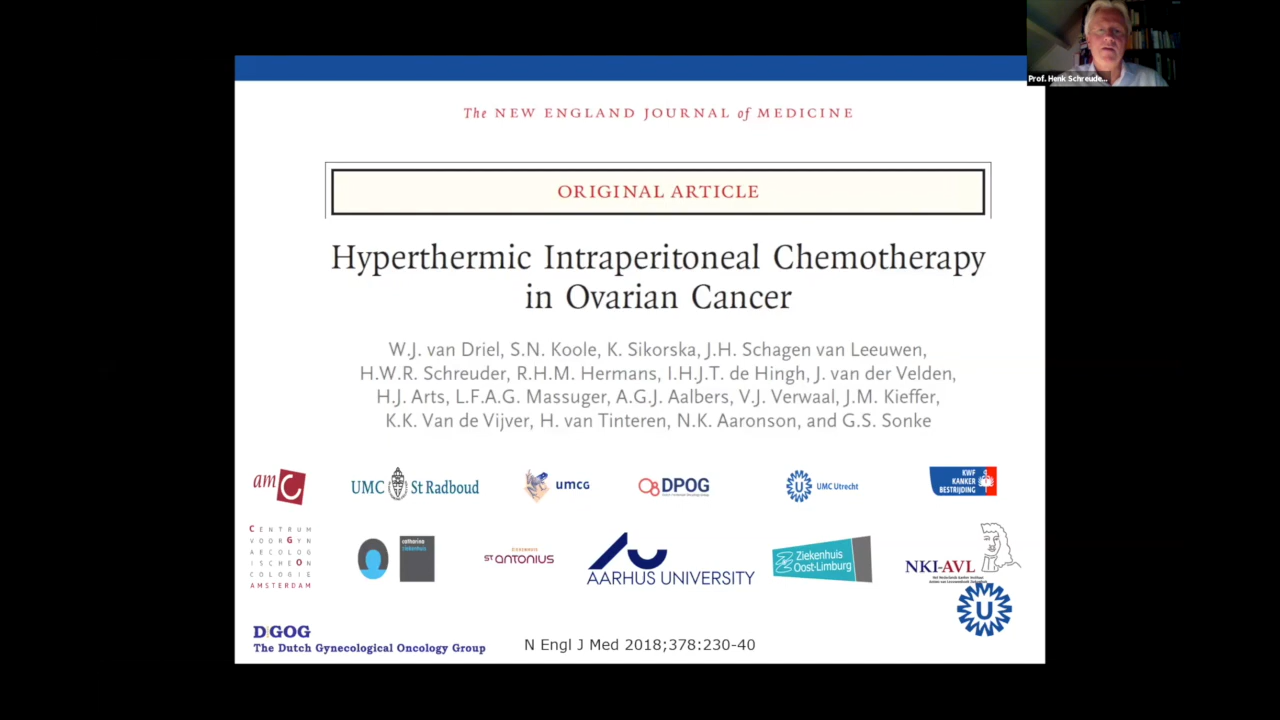 Prof. Henk Schreude...
The NEW ENGLAND JOURNAL of MEDICINE
ORIGINAL ARTICLE
Hyperthermic Intraperitoneal Chemotherapy
in Ovarian Cancer
W.J. van Driel, S.N. Koole, K. Sikorska, J.H. Schagen van Leeuwen,
H.W.R. Schreuder, R.H.M. Hermans, I.H.J.T. de Hingh, J. van der Velden,
H.J. Arts, L.F.A.G. Massuger, A.G.J. Aalbers, V.J. Verwaal, J.M. Kieffer,
K.K. Van de Vijver, H. van Tinteren, N.K. Aaronson, and G.S. Sonke
amC
UMC St Radboud
umcg
DPOG
UMC Utrecht
KWF
KANKER
BESTRIJDING
CENTRUM
VOOR GYN
AECOLOG
ISCHE ON
COLOGIE
AMSTERDAM
catharina
ziekenhuis
ST ANTONIUS
AARHUS UNIVERSITY
Ziekenhuis
Oost-Limburg
NKI-AVL
U
DGOG
The Dutch Gynecological Oncology Group
N Engl J Med 2018;378:230-40